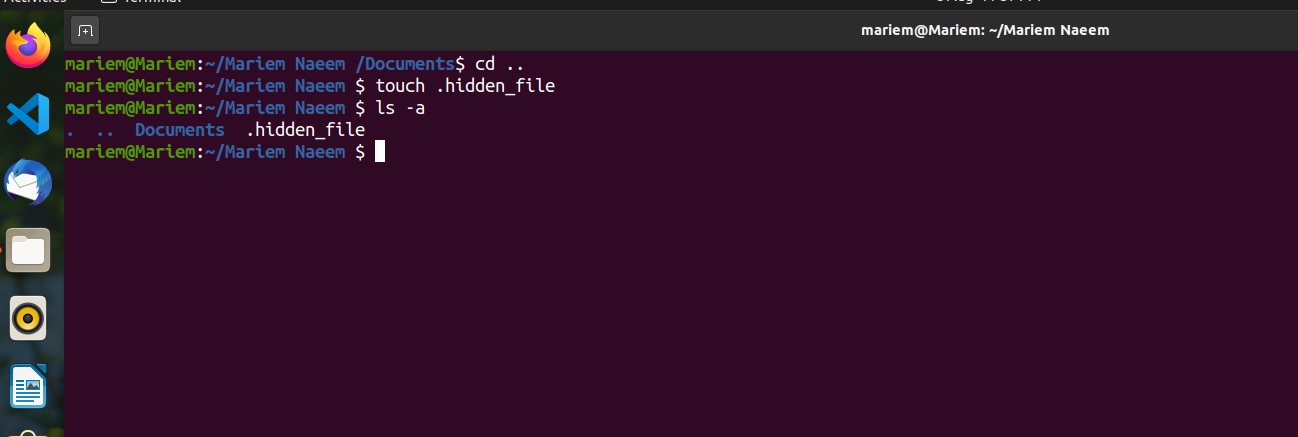 Activities Terminal
mariem@Mariem: ~/Mariem Naeem
mariem@Mariem:~/Mariem Naeem /Documents$ cd ..
mariem@Mariem:~/Mariem Naeem $ touch .hidden_file
mariem@Mariem:~/Mariem Naeem $ ls -a
. .. Documents .hidden_file
mariem@Mariem:~/Mariem Naeem $